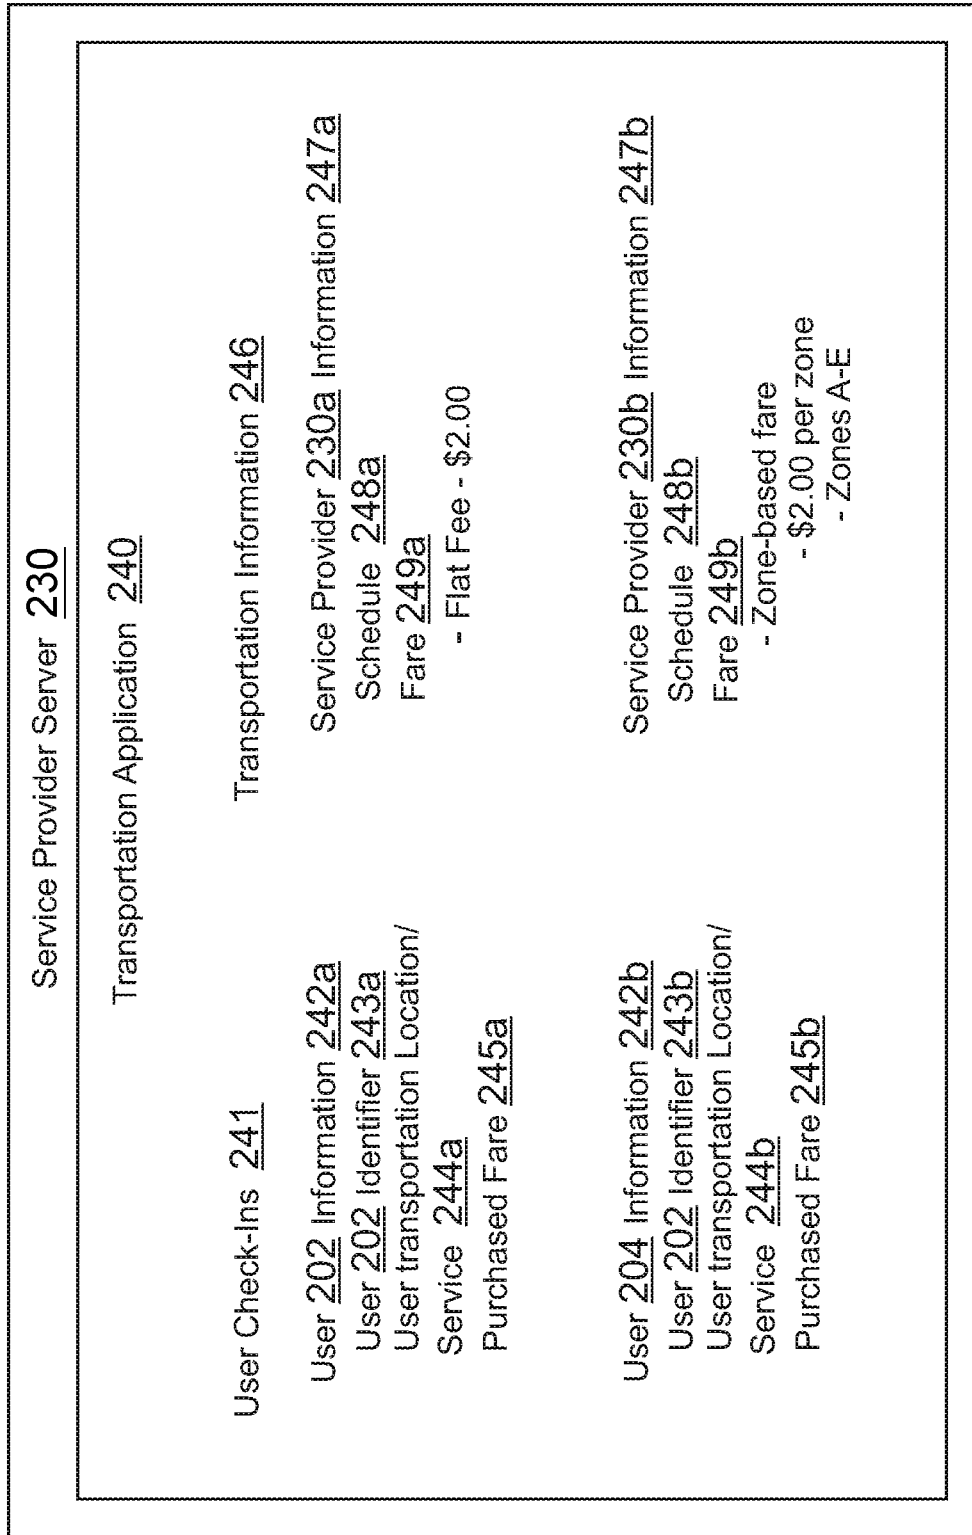 Service Provider Server 230
Transportation Application 240
User Check-Ins 241
User 202 Information 242a
User 202 Identifier 243a
User transportation Location/
Service 244a
Purchased Fare 245a
User 204 Information 242b
User 202 Identifier 243b
User transportation Location/
Service 244b
Purchased Fare 245b
Transportation Information 246
Service Provider 230a Information 247a
Schedule 248a
Fare 249a
- Flat Fee - $2.00
Service Provider 230b Information 247b
Schedule 248b
Fare 249b
- Zone-based fare
- $2.00 per zone
- Zones A-E